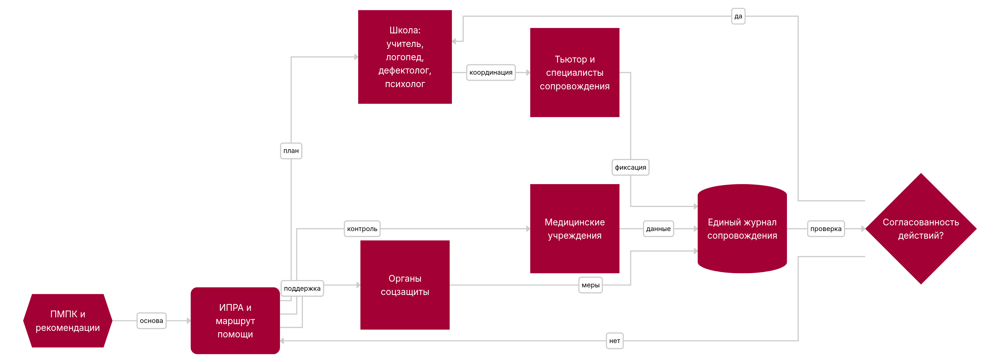 да
Школа:
учитель,
логопед,
дефектолог,
психолог
координация
Тьютор и
специалисты
сопровождения
план
фиксация
контроль
Медицинские
учреждения
данные
Единый журнал
сопровождения
проверка
Согласованность
действий?
поддержка
Органы
соцзащиты
меры
ПМПК и
рекомендации
основа
ИПРА и
маршрут
помощи
нет